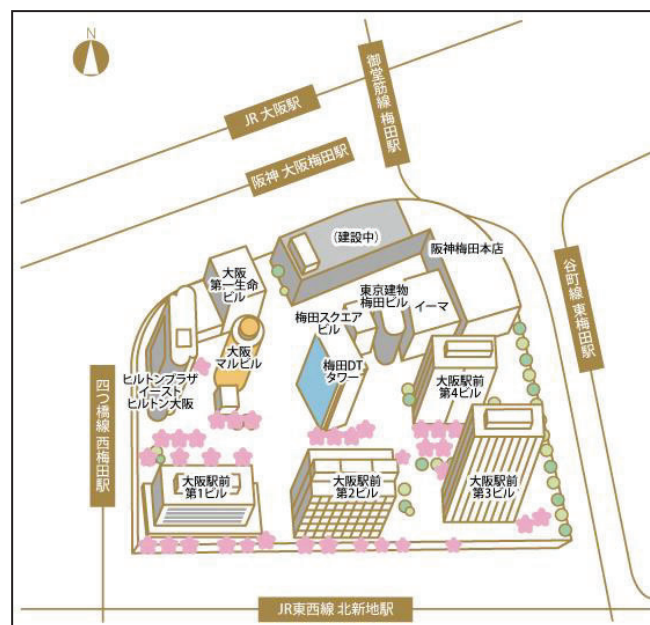 N
JR 大阪駅
御堂筋線 梅田駅
阪神 大阪梅田駅
(建設中)
阪神梅田本店
大阪
第一生命
ビル
東京建物
梅田ビル
イーマ
梅田スクエア
ビル
谷町線 東梅田駅
大阪
マルビル
梅田DT
タワー
大阪駅前
第4ビル
ヒルトンプラザ
イースト
ヒルトン大阪
四つ橋線 西梅田駅
大阪駅前
第1ビル
大阪駅前
第2ビル
大阪駅前
第3ビル
JR東西線 北新地駅